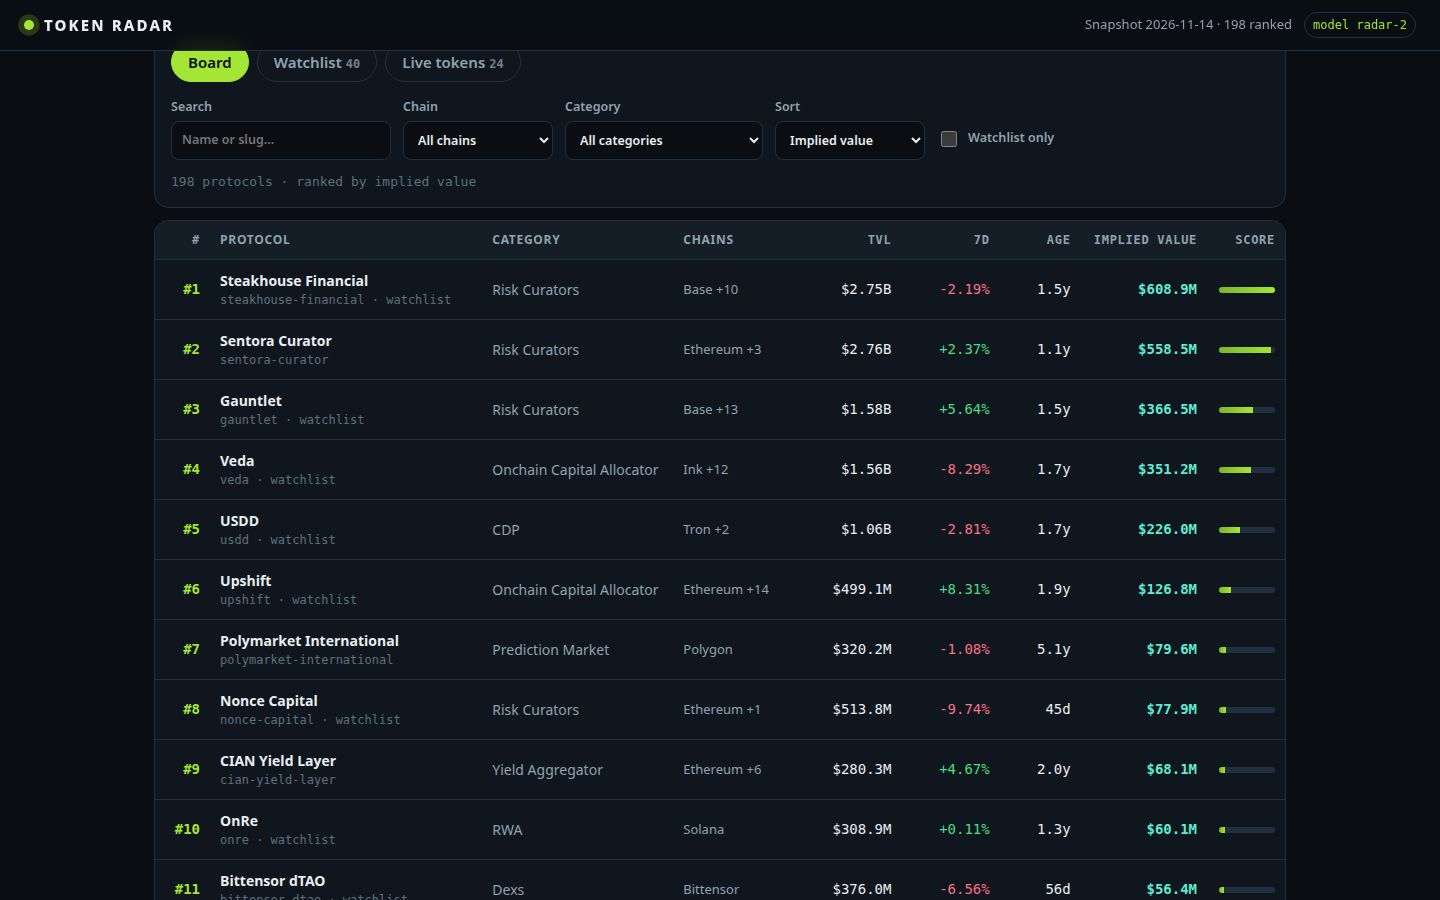 TOKEN RADAR
Snapshot 2026-11-14 · 198 ranked model radar-2
Board Watchlist 40 Live tokens 24
Search Chain Category Sort
Name or slug... All chains All categories Implied value Watchlist only
198 protocols · ranked by implied value
# PROTOCOL CATEGORY CHAINS TVL 7D AGE IMPLIED VALUE SCORE
#1 Steakhouse Financial Risk Curators Base +10 $2.75B -2.19% 1.5y $608.9M
steakhouse-financial · watchlist
#2 Sentora Curator Risk Curators Ethereum +3 $2.76B +2.37% 1.1y $558.5M
sentora-curator
#3 Gauntlet Risk Curators Base +13 $1.58B +5.64% 1.5y $366.5M
gauntlet · watchlist
#4 Veda Onchain Capital Allocator Ink +12 $1.56B -8.29% 1.7y $351.2M
veda · watchlist
#5 USDD CDP Tron +2 $1.06B -2.81% 1.7y $226.0M
usdd · watchlist
#6 Upshift Onchain Capital Allocator Ethereum +14 $499.1M +8.31% 1.9y $126.8M
upshift · watchlist
#7 Polymarket International Prediction Market Polygon $320.2M -1.08% 5.1y $79.6M
polymarket-international
#8 Nonce Capital Risk Curators Ethereum +1 $513.8M -9.74% 45d $77.9M
nonce-capital · watchlist
#9 CIAN Yield Layer Yield Aggregator Ethereum +6 $280.3M +4.67% 2.0y $68.1M
cian-yield-layer
#10 OnRe RWA Solana $308.9M +0.11% 1.3y $60.1M
onre · watchlist
#11 Bittensor dTAO Dexs Bittensor $376.0M -6.56% 56d $56.4M
bittensor-dtao · watchlist